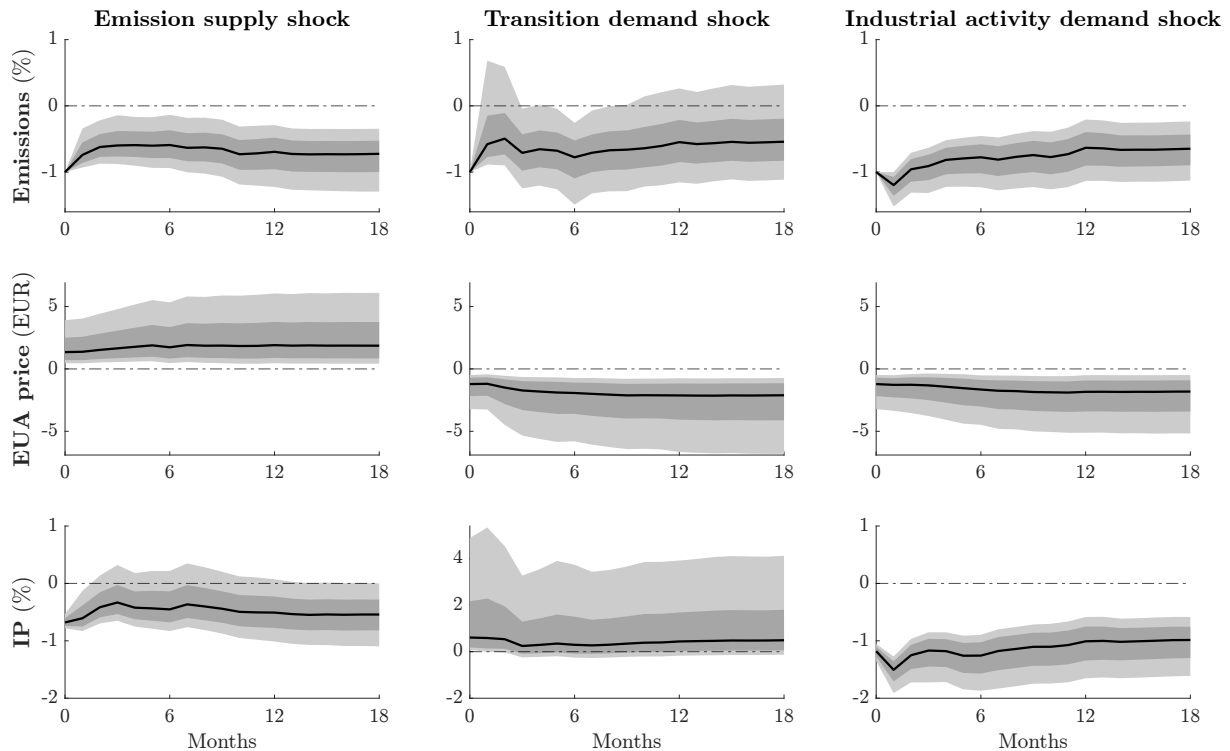 Emission supply shock Transition demand shock Industrial activity demand shock
Emissions (%)
1 1 1
0 0 0
-1 -1 -1
0 6 12 18 0 6 12 18 0 6 12 18
EUA price (EUR)
5 5 5
0 0 0
-5 -5 -5
0 6 12 18 0 6 12 18 0 6 12 18
IP (%)
1 4 1
0 2 0
-1 0 -1
-2 -2 -2
0 6 12 18 0 6 12 18 0 6 12 18
Months Months Months